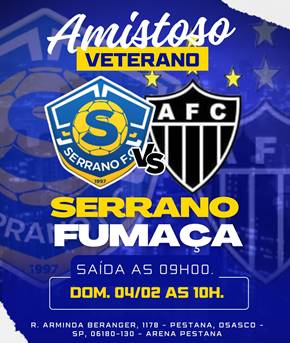 Amistoso
VETERANO
S
SERRANO F.S
1997
VS
AFC
SERRANO
FUMAÇA
SAÍDA AS 09H00.
DOM. 04/02 AS 10H.
R. ARMINDA BERANGER, 1178 - PESTANA, OSASCO -
SP, 06180-130 - ARENA PESTANA